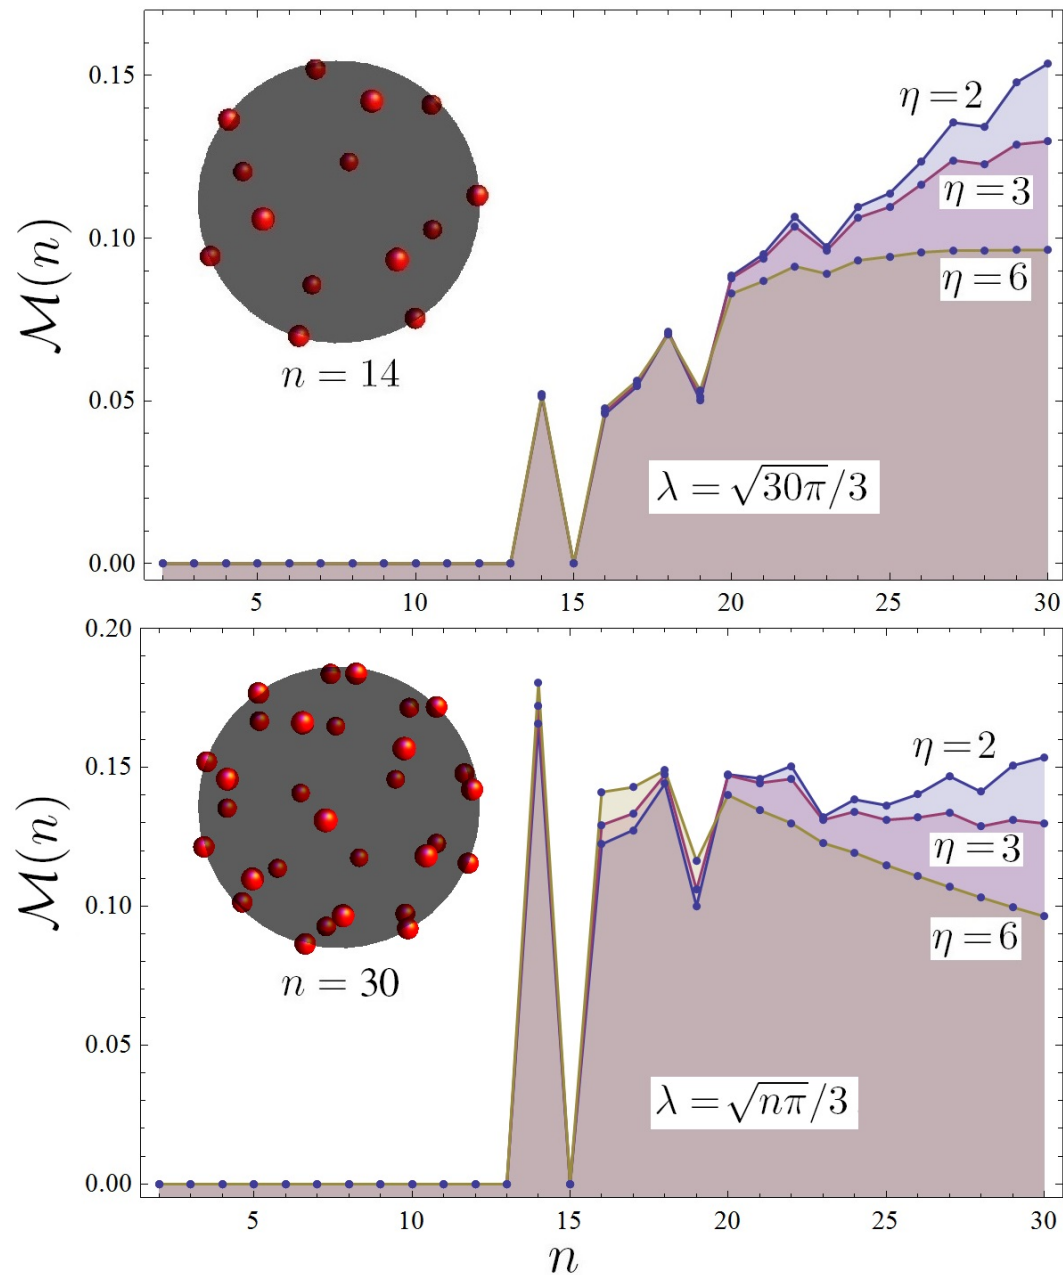 0.15
0.10
0.05
0.00
ℳ(n)
η = 2
η = 3
η = 6
n = 14
λ = √30π/3
5 10 15 20 25 30
0.20
0.15
0.10
0.05
0.00
ℳ(n)
η = 2
η = 3
η = 6
n = 30
λ = √nπ/3
5 10 15 20 25 30
n